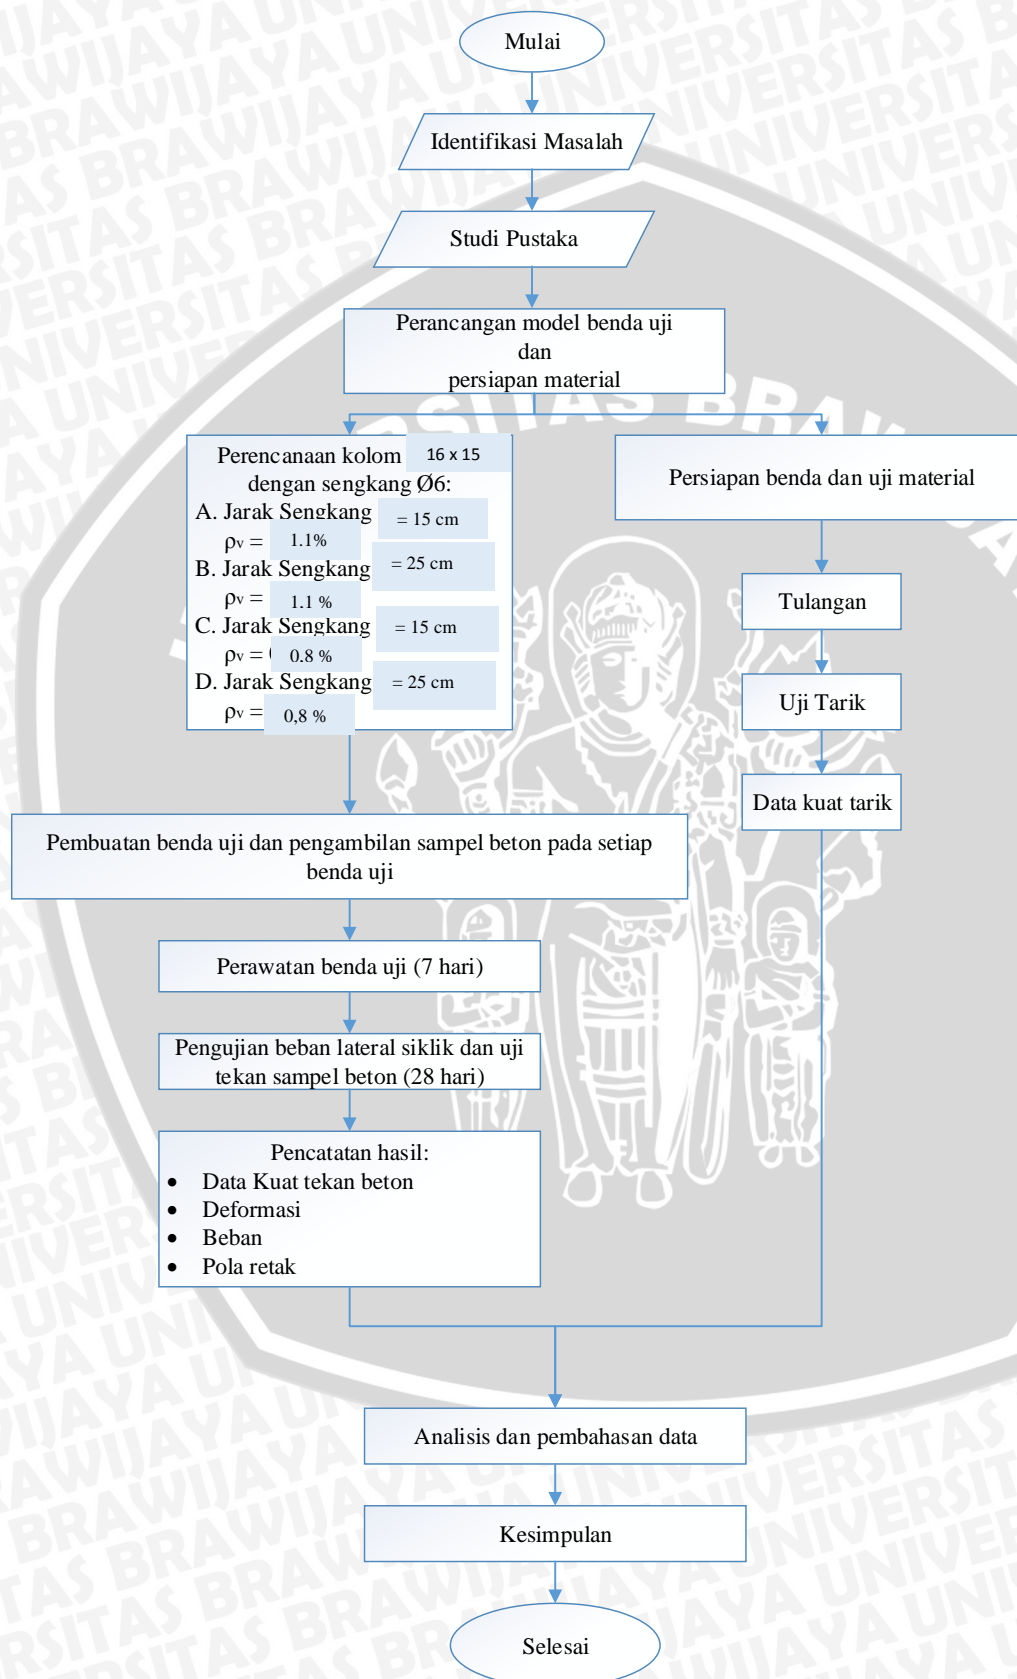 Mulai
Identifikasi Masalah
Studi Pustaka
Perancangan model benda uji
dan
persiapan material
Perencanaan kolom 16 x 15
dengan sengkang Ø6:
A. Jarak Sengkang = 15 cm
ρv = 1.1%
B. Jarak Sengkang = 25 cm
ρv = 1.1 %
C. Jarak Sengkang = 15 cm
ρv = 0.8 %
D. Jarak Sengkang = 25 cm
ρv = 0,8 %
Persiapan benda dan uji material
Tulangan
Uji Tarik
Data kuat tarik
Pembuatan benda uji dan pengambilan sampel beton pada setiap
benda uji
Perawatan benda uji (7 hari)
Pengujian beban lateral siklik dan uji
tekan sampel beton (28 hari)
Pencatatan hasil:
• Data Kuat tekan beton
• Deformasi
• Beban
• Pola retak
Analisis dan pembahasan data
Kesimpulan
Selesai